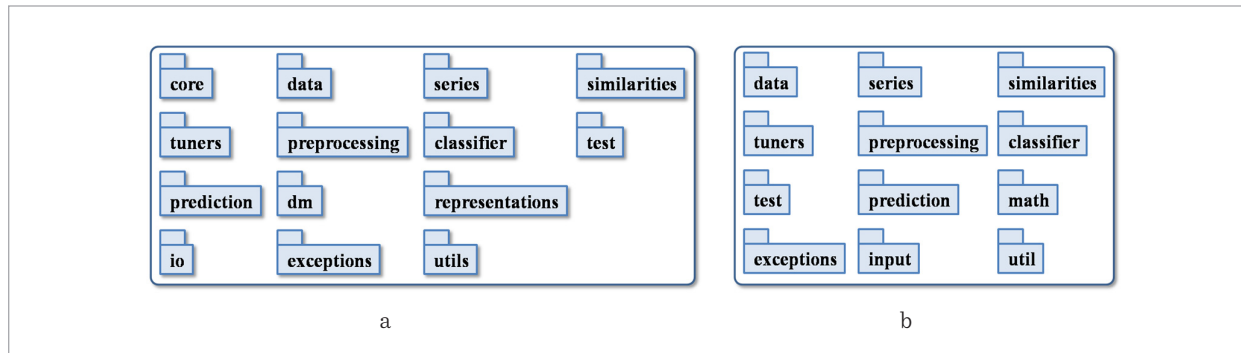 core data series similarities
tuners preprocessing classifier test
prediction dm representations
io exceptions utils
a
data series similarities
tuners preprocessing classifier
test prediction math
exceptions input util
b